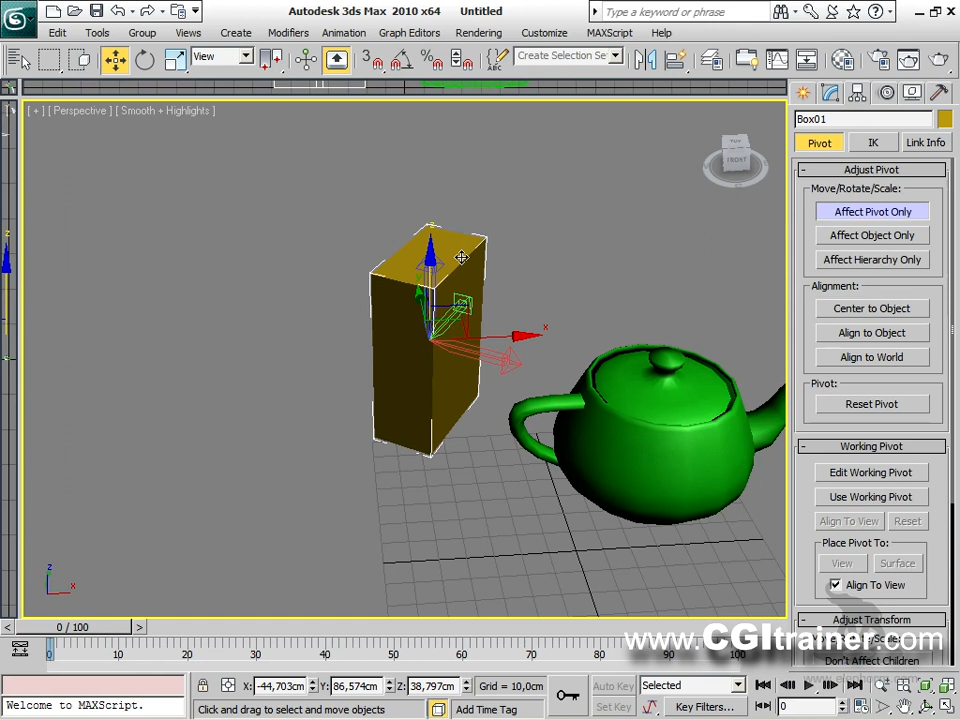 Autodesk 3ds Max 2010 x64 Untitled
Type a keyword or phrase
Edit Tools Group Views Create Modifiers Animation Graph Editors Rendering Customize MAXScript Help
View
Create Selection Se
[ + ] [ Perspective ] [ Smooth + Highlights ]
Box01
Pivot IK Link Info
- Adjust Pivot
Move/Rotate/Scale:
Affect Pivot Only
Affect Object Only
Affect Hierarchy Only
Alignment:
Center to Object
Align to Object
Align to World
Pivot:
Reset Pivot
- Working Pivot
Edit Working Pivot
Use Working Pivot
Align To View Reset
Place Pivot To:
View Surface
Align To View
- Adjust Transform
Move/Rotate/Scale:
Don't Affect Children
FRONT
z
x
z
x
< 0 / 100 >
0 10 20 30 40 50 60 70 80 90 100
www.CGItrainer.com
X: -44,703cm Y: 86,574cm Z: 38,797cm Grid = 10,0cm
Auto Key Selected
Set Key Key Filters... 0
Welcome to MAXScript.
Click and drag to select and move objects
Add Time Tag